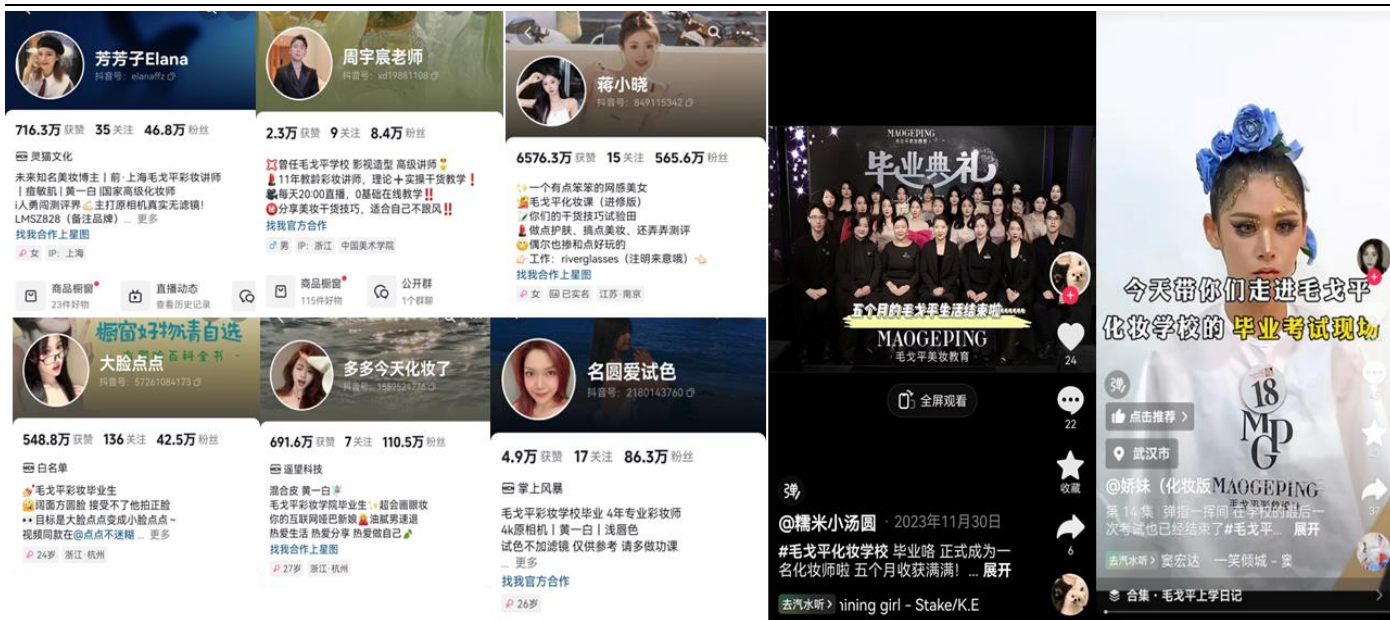 芳芳子Elana
抖音号: elanaffz
716.3万 获赞 35 关注 46.8万 粉丝
灵猫文化
未来知名美妆博主 | 前·上海毛戈平彩妆讲师
| 痘敏肌 | 黄一白 |国家高级化妆师
i人勇闯测评界 主打原相机真实无滤镜!
LMSZ828 (备注品牌) ... 更多
找我合作上星图
女 IP: 上海
商品橱窗
23件好物
直播动态
查看历史记录
周宇宸老师
抖音号: xd19881108
2.3万 获赞 9 关注 8.4万 粉丝
曾任毛戈平学校 影视造型 高级讲师
11年教龄彩妆讲师,理论+实操干货教学!
每天20:00直播,0基础在线教学!!
分享美妆干货技巧,适合自己不跟风!!
找我官方合作
男 IP: 浙江 中国美术学院
商品橱窗
115件好物
公开群
1个群聊
蒋小晓
抖音号: 849115342
6576.3万 获赞 15 关注 565.6万 粉丝
一个有点笨笨的网感美女
毛戈平化妆课(进修版)
你们的干货技巧试验田
做点护肤、搞点美妆、还弄弄测评
偶尔也掺和点好玩的
工作: riverglasses (注明来意哦)
找我合作上星图
女 已实名 江苏·南京
橱窗好物请自选
百科全书
大脸点点
抖音号: 57261084173
548.8万 获赞 136 关注 42.5万 粉丝
白名单
毛戈平彩妆毕业生
阔面方圆脸 接受不了他拍正脸
目标是大脸点点变成小脸点点~
视频同款在@点点不迷糊 ... 更多
24岁 浙江·杭州
多多今天化妆了
抖音号: 1589524776
691.6万 获赞 7 关注 110.5万 粉丝
遥望科技
混合皮 黄一白
毛戈平彩妆学院毕业生 超会画眼妆
你的互联网哑巴新娘 油腻男速退
热爱生活 热爱分享 热爱做自己
找我合作上星图
27岁 浙江·杭州
名圆爱试色
抖音号: 2180143760
4.9万 获赞 17 关注 86.3万 粉丝
掌上风暴
毛戈平彩妆学校毕业 4年专业彩妆师
4k原相机 | 黄一白 | 浅唇色
试色不加滤镜 仅供参考 请多做功课
... 更多
找我官方合作
26岁
MAOGEPING
毕业典礼
五个月的毛戈平生活结束啦......
MAOGEPING
毛戈平美妆教育
全屏观看
24
22
收藏
6
弹
@糯米小汤圆 · 2023年11月30日
#毛戈平化妆学校 毕业咯 正式成为一
名化妆师啦 五个月收获满满! ... 展开
去汽水听 > ining girl - Stake/K.E
今天带你们走进毛戈平
化妆学校的 毕业考试现场
弹
18
MPG
MAOGEPING
点击推荐 >
武汉市
@娇妹(化妆版
第 14 集 | 弹指一挥间 在学校的最后一
次考试也已经结束了#毛戈平... 展开
37
去汽水听 > 窦宏达 一笑倾城 - 窦
合集 · 毛戈平上学日记